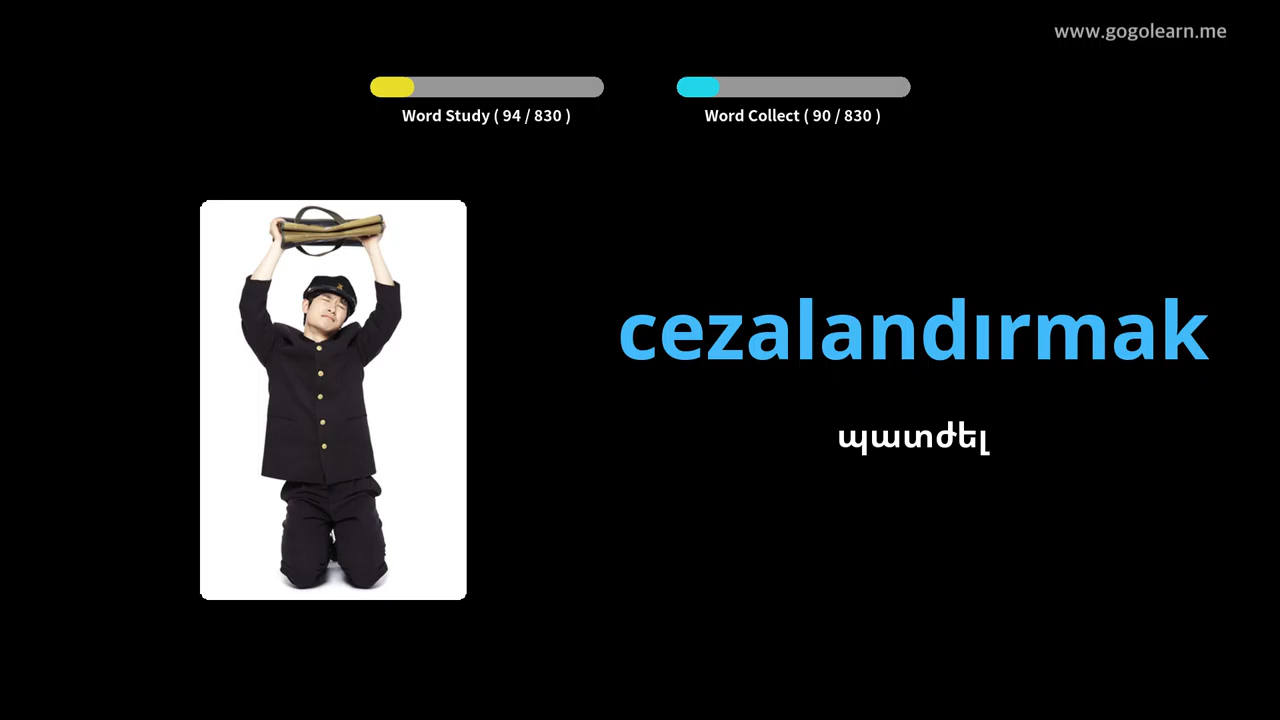 www.gogolearn.me
Word Study ( 94 / 830 )
Word Collect ( 90 / 830 )
cezalandırmak
պատժել